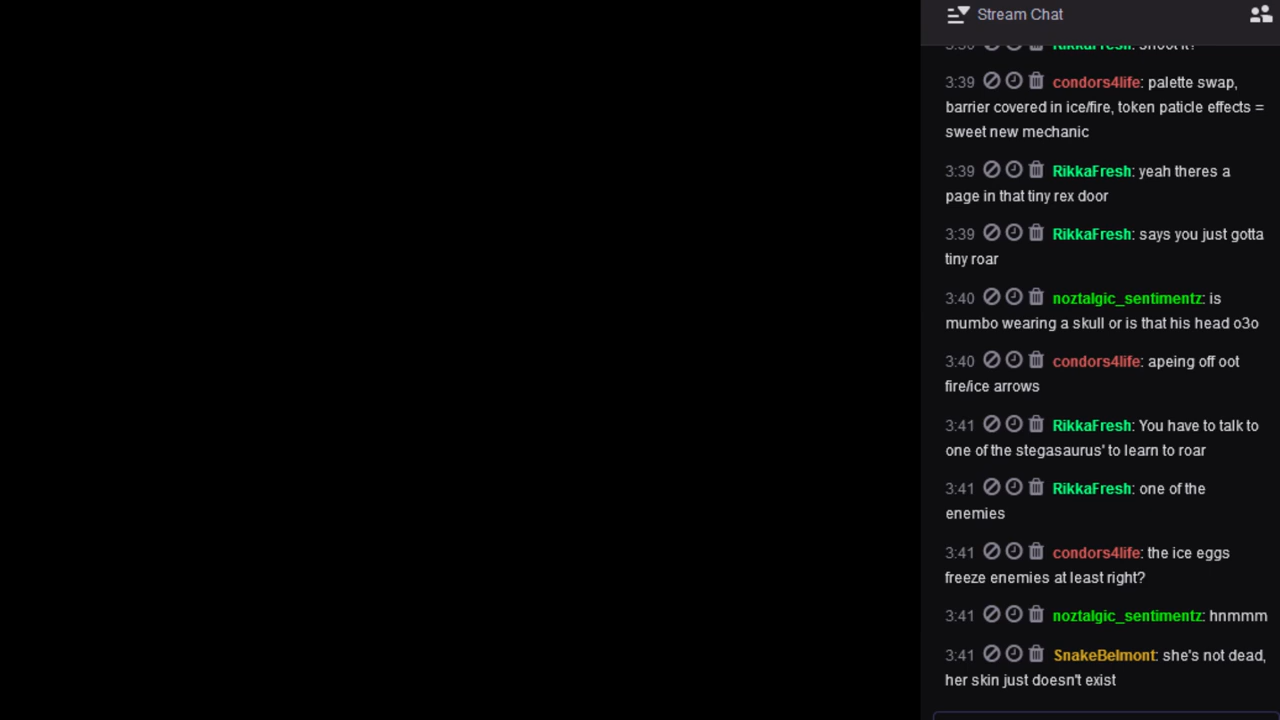 Stream Chat
RikkaFresh: shoot it?
3:39 condors4life: palette swap,
barrier covered in ice/fire, token paticle effects =
sweet new mechanic
3:39 RikkaFresh: yeah theres a
page in that tiny rex door
3:39 RikkaFresh: says you just gotta
tiny roar
3:40 noztalgic_sentimentz: is
mumbo wearing a skull or is that his head o3o
3:40 condors4life: apeing off oot
fire/ice arrows
3:41 RikkaFresh: You have to talk to
one of the stegasaurus' to learn to roar
3:41 RikkaFresh: one of the
enemies
3:41 condors4life: the ice eggs
freeze enemies at least right?
3:41 noztalgic_sentimentz: hnmmm
3:41 SnakeBelmont: she's not dead,
her skin just doesn't exist